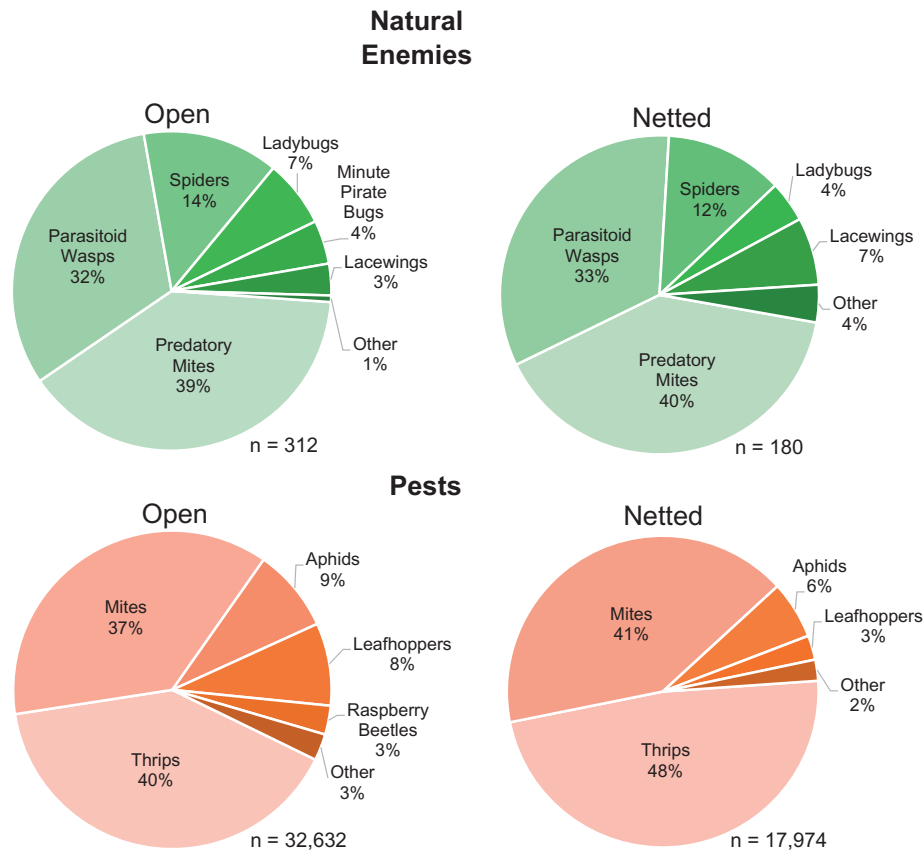 Natural
Enemies
Open
Ladybugs
7%
Minute
Pirate
Bugs
4%
Spiders
14%
Parasitoid
Wasps
32%
Lacewings
3%
Other
1%
Predatory
Mites
39%
n = 312
Netted
Ladybugs
4%
Spiders
12%
Parasitoid
Wasps
33%
Lacewings
7%
Other
4%
Predatory
Mites
40%
n = 180
Pests
Open
Aphids
9%
Mites
37%
Leafhoppers
8%
Raspberry
Beetles
3%
Other
3%
Thrips
40%
n = 32,632
Netted
Aphids
6%
Mites
41%
Leafhoppers
3%
Other
2%
Thrips
48%
n = 17,974